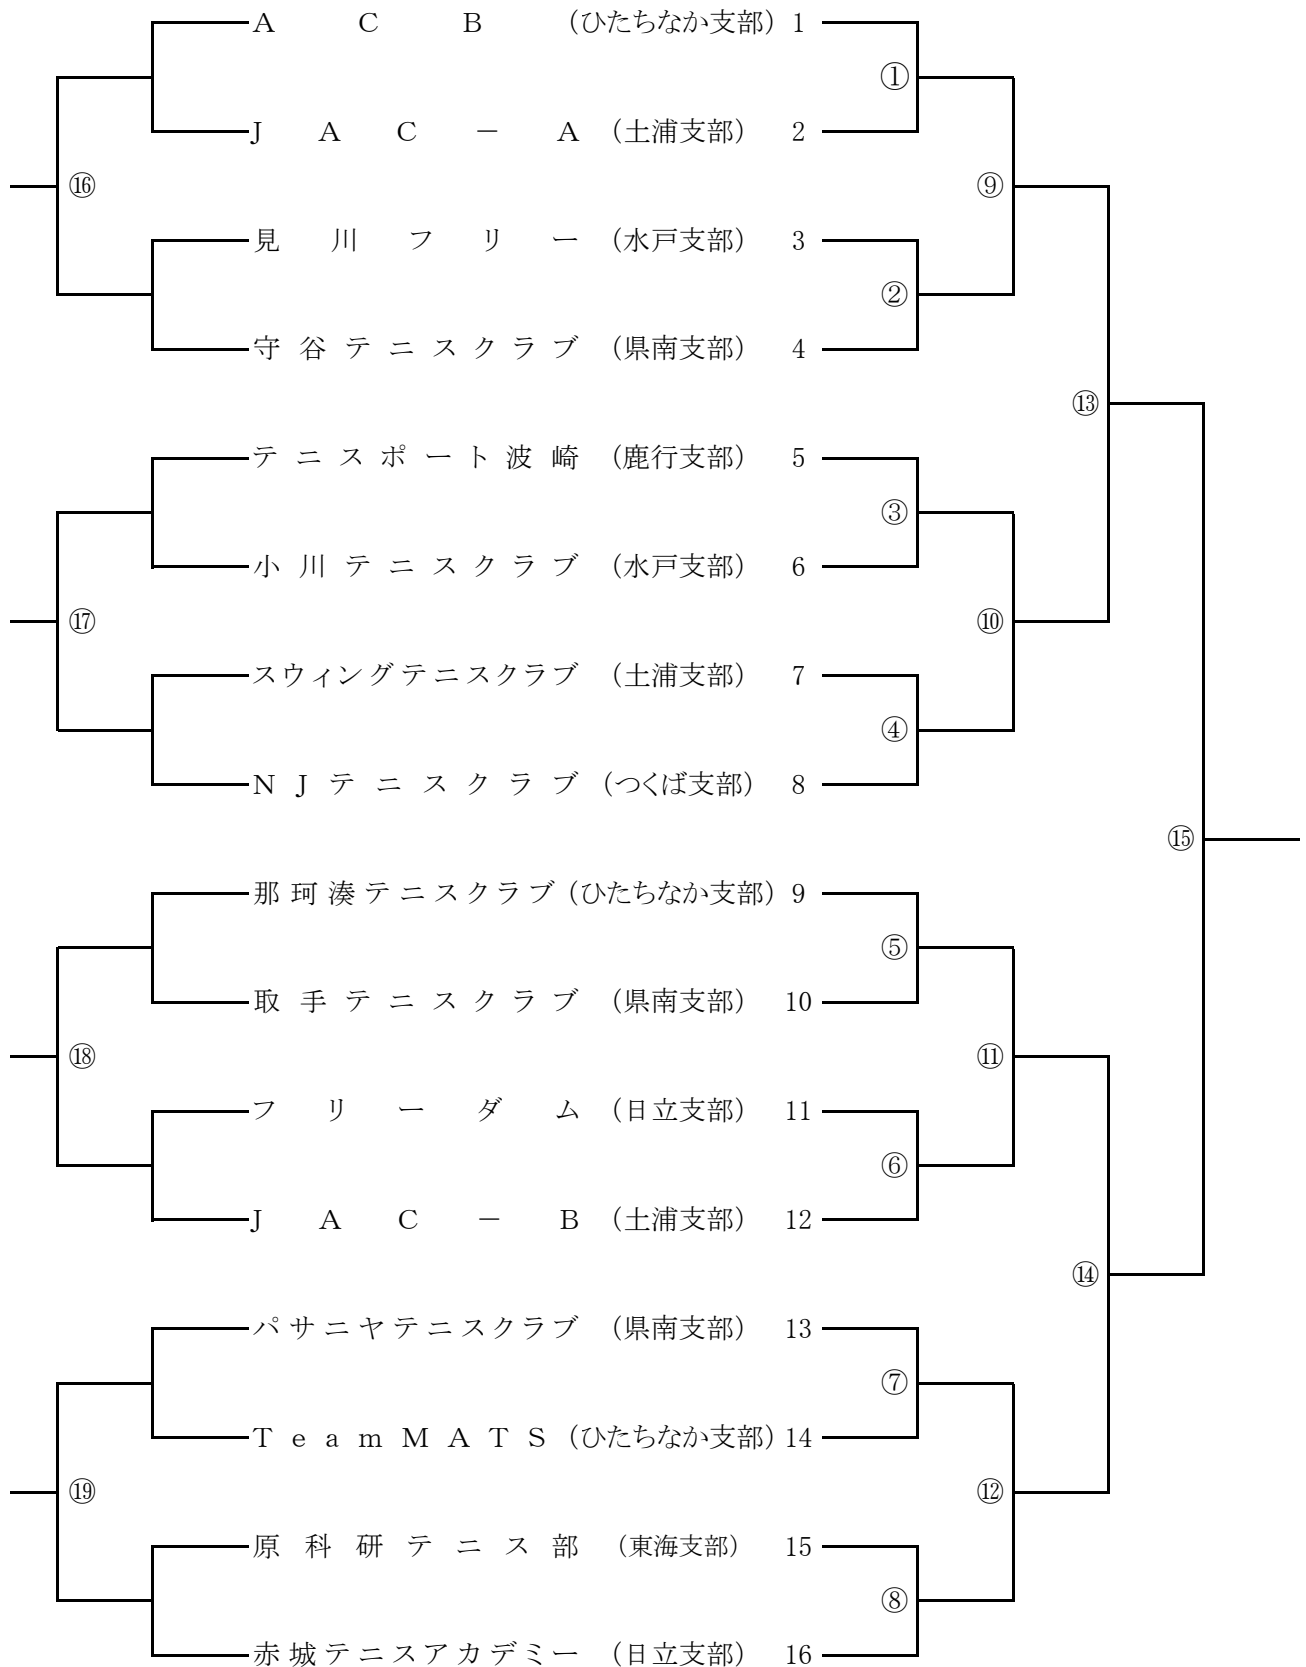 A C B (ひたちなか支部) 1
①
J A C － A (土浦支部) 2
⑯ ⑨
見川フリー (水戸支部) 3
②
守谷テニスクラブ (県南支部) 4
⑬
テニスポート波崎 (鹿行支部) 5
③
小川テニスクラブ (水戸支部) 6
⑰ ⑩
スウィングテニスクラブ (土浦支部) 7
④
NJテニスクラブ (つくば支部) 8
⑮
那珂湊テニスクラブ (ひたちなか支部) 9
⑤
取手テニスクラブ (県南支部) 10
⑱ ⑪
フリーダム (日立支部) 11
⑥
J A C － B (土浦支部) 12
⑭
パサニヤテニスクラブ (県南支部) 13
⑦
TeamMATS (ひたちなか支部) 14
⑲ ⑫
原科研テニス部 (東海支部) 15
⑧
赤城テニスアカデミー (日立支部) 16